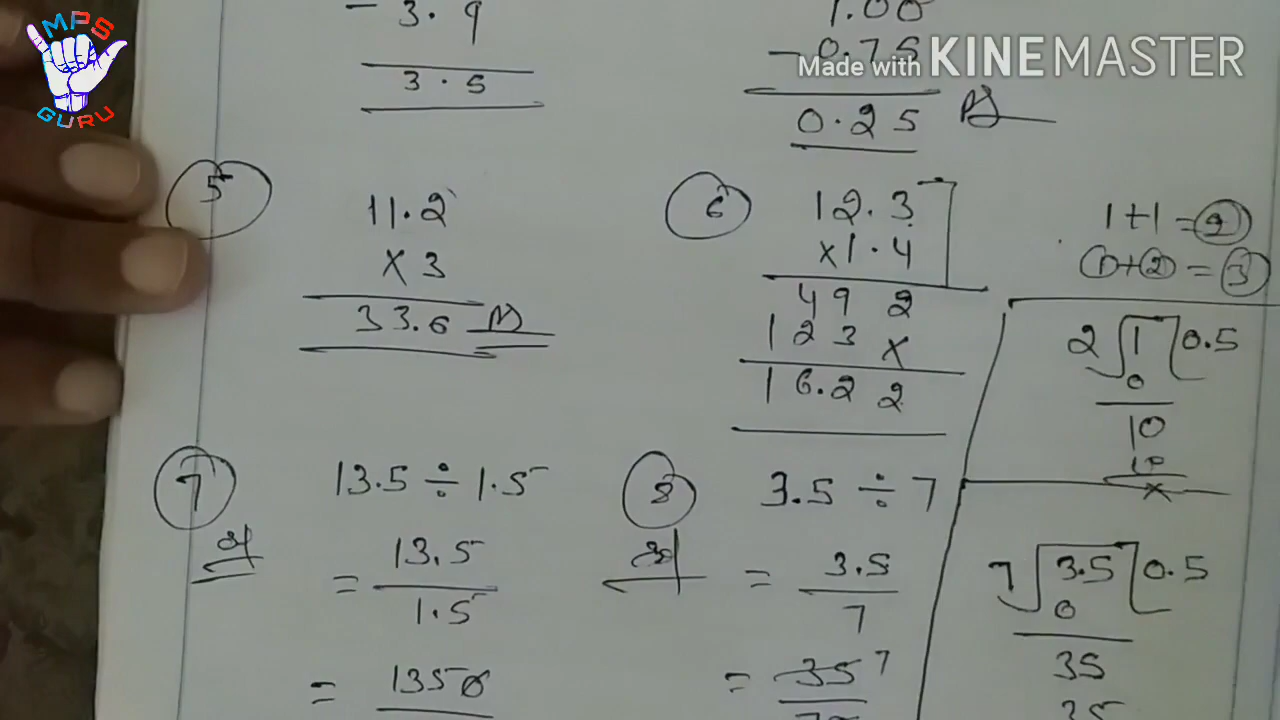 MPS
GURU
Made with KINEMASTER
- 3.9
3.5
1.00
- 0.75
0.25
5
11.2
× 3
33.6
6
12.3
×1.4
492
123×
16.22
1+1 = 2
1+2 = 3
2 1 0.5
0
10
10
×
7
13.5 ÷ 1.5
= 13.5
1.5
= 1350
8
3.5 ÷ 7
= 3.5
7
= 35 7
7 3.5 0.5
0
35
35